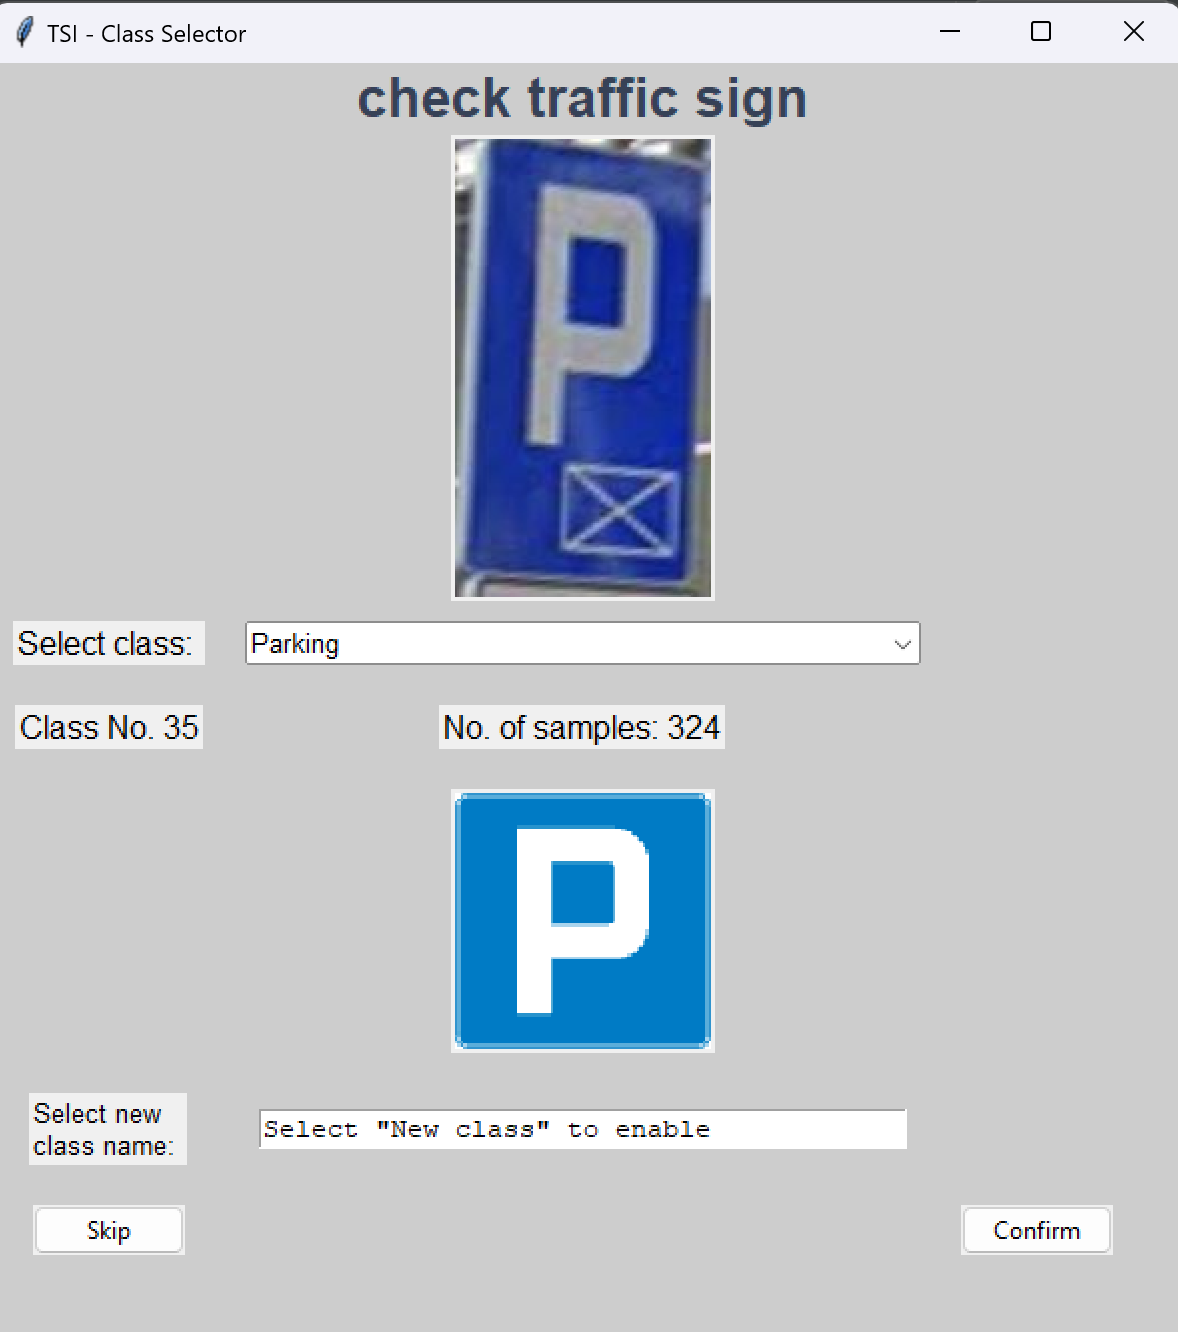 TSI - Class Selector
check traffic sign
P
Select class:
Parking
Class No. 35
No. of samples: 324
P
Select new
class name:
Select "New class" to enable
Skip
Confirm